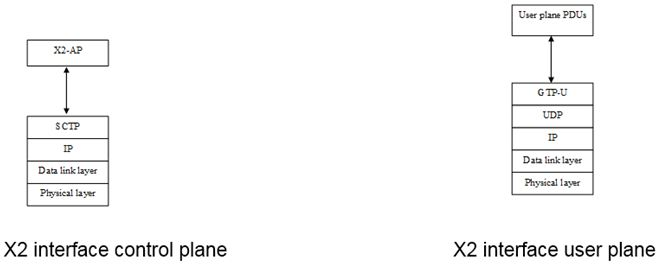 X2-AP
SCTP
IP
Data link layer
Physical layer
X2 interface control plane
User plane PDUs
GTP-U
UDP
IP
Data link layer
Physical layer
X2 interface user plane